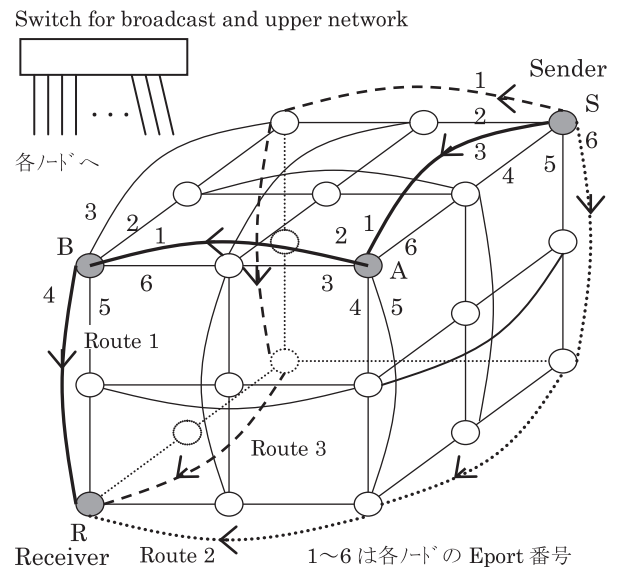 Switch for broadcast and upper network
Sender
S
1
2
3
4
5
6
各ノードへ
3
2
1
B
6
4
5
2
1
6
A
3
4
5
Route 1
Route 3
R
Receiver
Route 2
1〜6 は各ノードの Eport 番号